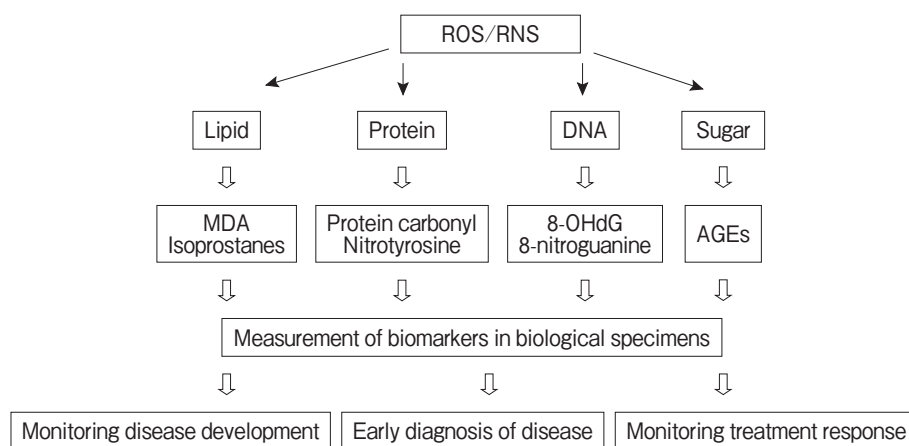 ROS/RNS
Lipid
Protein
DNA
Sugar
MDA
Isoprostanes
Protein carbonyl
Nitrotyrosine
8-OHdG
8-nitroguanine
AGEs
Measurement of biomarkers in biological specimens
Monitoring disease development
Early diagnosis of disease
Monitoring treatment response